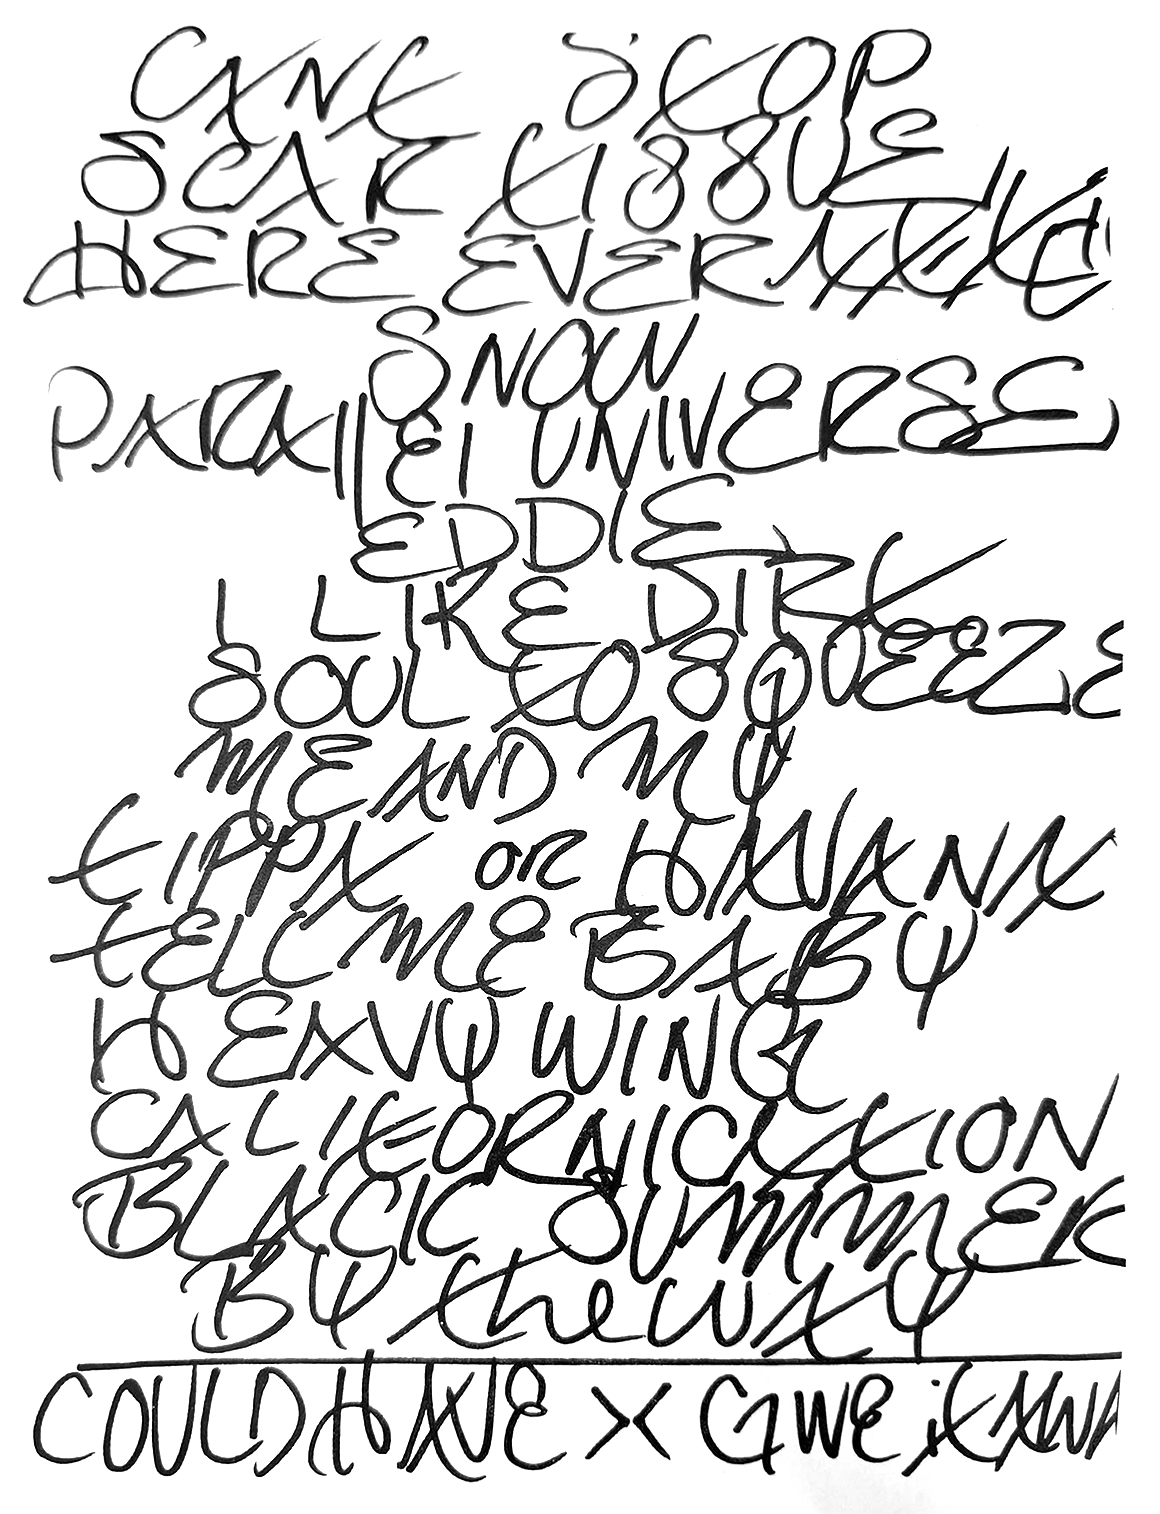 CANT STOP
SCAR TISSUE
HERE EVER AFTER
SNOW
PARALLEL UNIVERSE
EDDIE
I LIKE DIRT
SOUL TO SQUEEZE
ME AND MY
TIPPA OR HAVANA
TELL ME BABY
HEAVY WING
CALIFORNICATION
BLACK SUMMER
BY the WAY
COULD HAVE X GIVE iT AWA